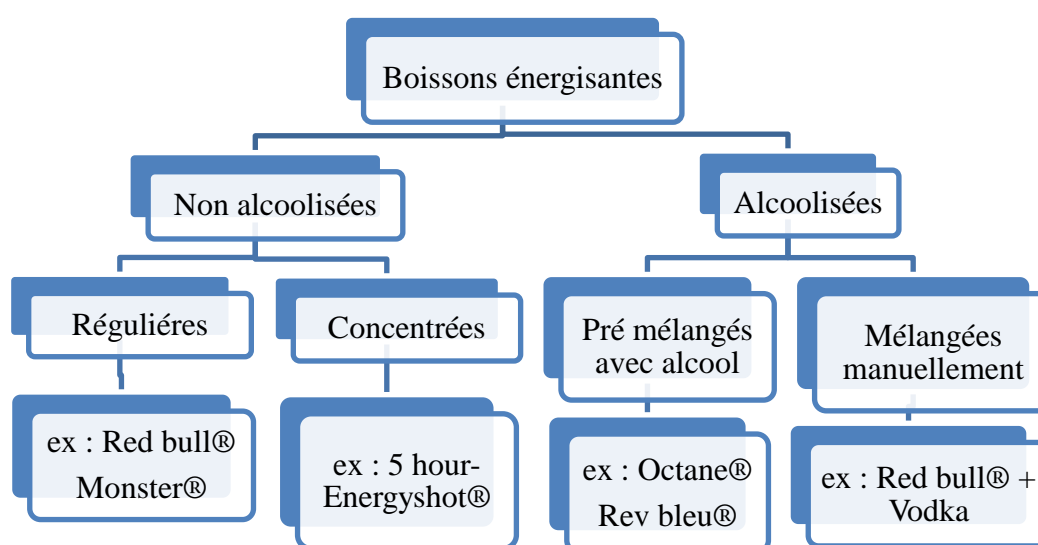 Boissons énergisantes
Non alcoolisées
Alcoolisées
Réguliéres
Concentrées
Pré mélangés
avec alcool
Mélangées
manuellement
ex : Red bull®
Monster®
ex : 5 hour-
Energyshot®
ex : Octane®
Rev bleu®
ex : Red bull® +
Vodka